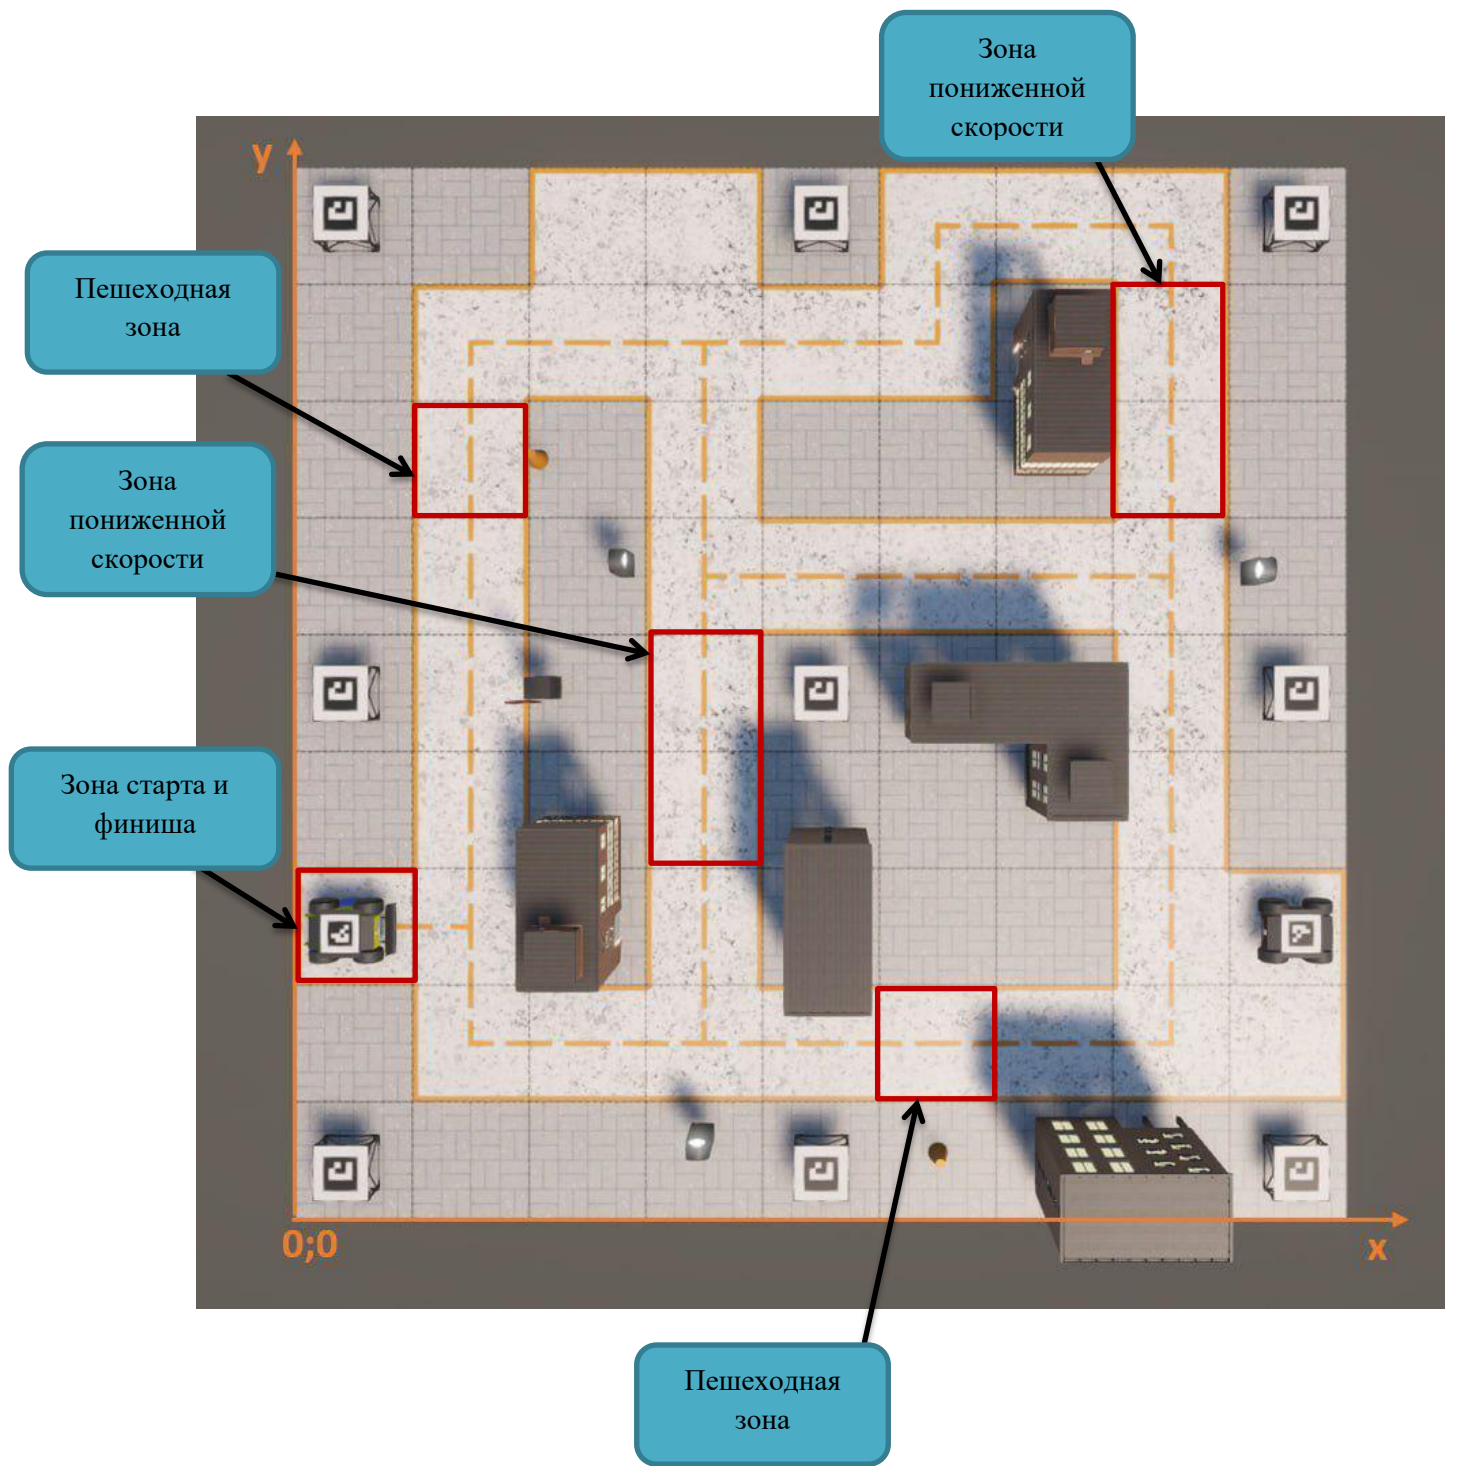 Зона
пониженной
скорости
y
Пешеходная
зона
Зона
пониженной
скорости
Зона старта и
финиша
0;0
x
Пешеходная
зона